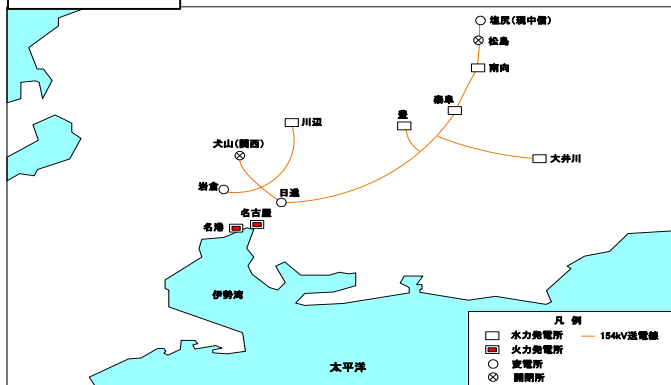 塩尻(現中信)
松島
南向
泰阜
豊
川辺
犬山(関西)
大井川
岩倉
日進
名古屋
名港
伊勢湾
太平洋
凡 例
水力発電所
154kV送電線
火力発電所
変電所
開閉所